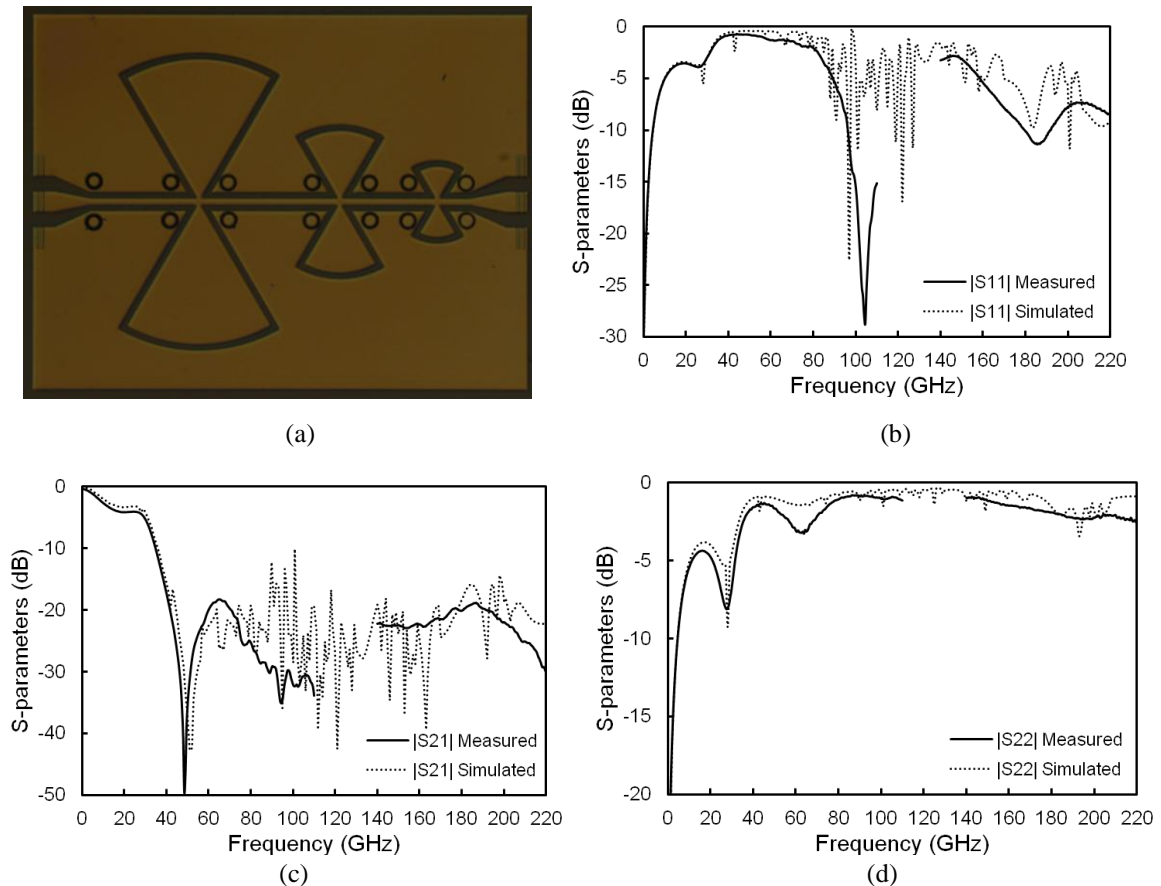 (a)
0
-5
-10
-15
-20
-25
-30
S-parameters (dB)
|S11| Measured
|S11| Simulated
0 20 40 60 80 100 120 140 160 180 200 220
Frequency (GHz)
(b)
0
-10
-20
-30
-40
-50
S-parameters (dB)
|S21| Measured
|S21| Simulated
0 20 40 60 80 100 120 140 160 180 200 220
Frequency (GHz)
(c)
0
-5
-10
-15
-20
S-parameters (dB)
|S22| Measured
|S22| Simulated
0 20 40 60 80 100 120 140 160 180 200 220
Frequency (GHz)
(d)